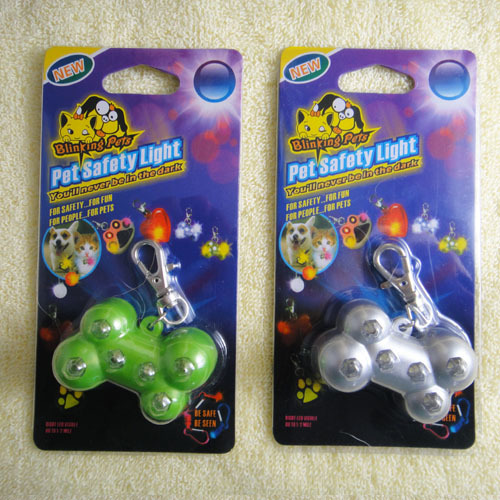 NEW
Blinking Pets
Pet Safety Light
You'll never be in the dark
FOR SAFETY...FOR FUN
FOR PEOPLE...FOR PETS
BE SAFE
BE SEEN
NEW
Blinking Pets
Pet Safety Light
You'll never be in the dark
FOR SAFETY...FOR FUN
FOR PEOPLE...FOR PETS
BE SAFE
BE SEEN